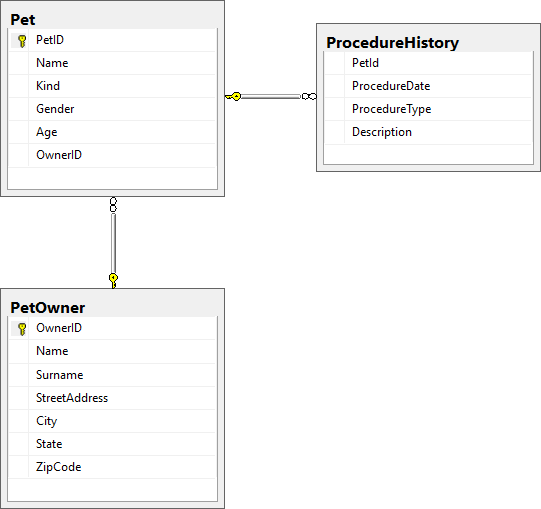 Pet
PetID
Name
Kind
Gender
Age
OwnerID
ProcedureHistory
PetId
ProcedureDate
ProcedureType
Description
PetOwner
OwnerID
Name
Surname
StreetAddress
City
State
ZipCode